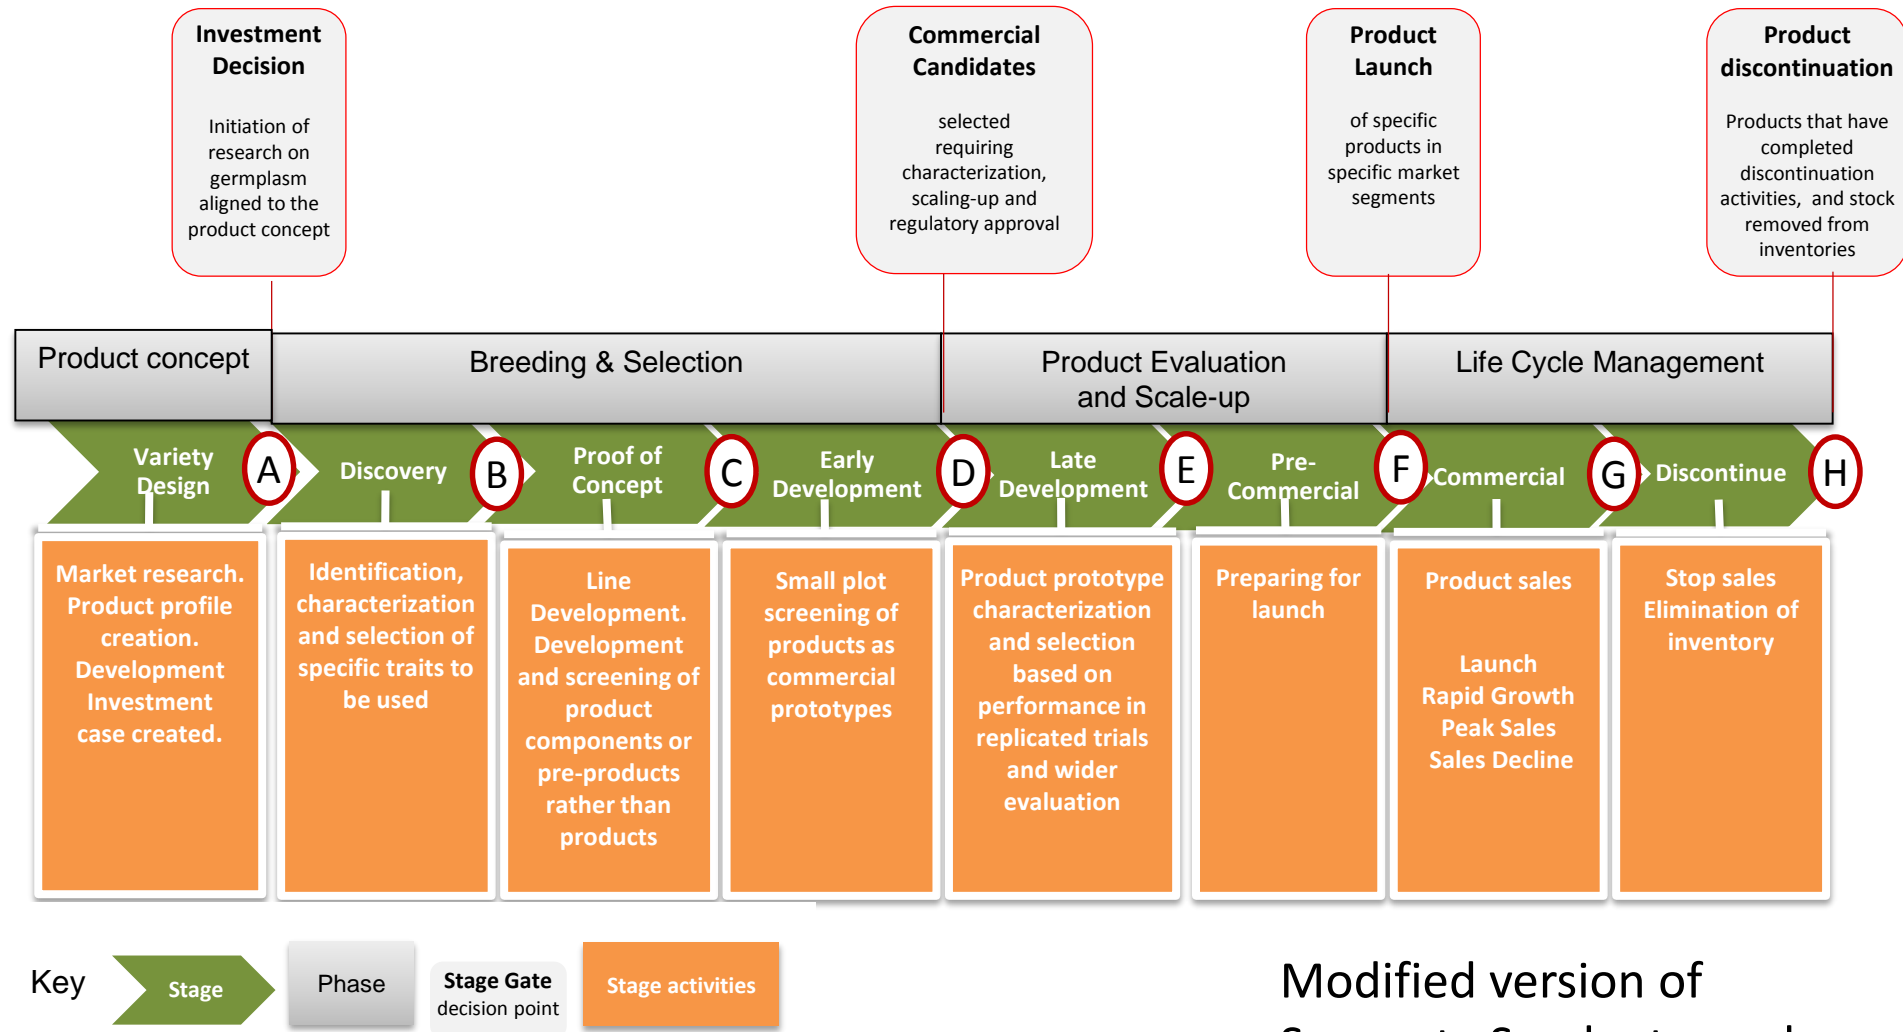 Investment
Decision
Initiation of
research on
germplasm
aligned to the
product concept
Commercial
Candidates
selected
requiring
characterization,
scaling-up and
regulatory approval
Product
Launch
of specific
products in
specific market
segments
Product
discontinuation
Products that have
completed
discontinuation
activities, and stock
removed from
inventories
Product concept
Breeding & Selection
Product Evaluation
and Scale-up
Life Cycle Management
Variety
Design
A
Discovery
B
Proof of
Concept
C
Early
Development
D
Late
Development
E
Pre-
Commercial
F
Commercial
G
Discontinue
H
Market research.
Product profile
creation.
Development
Investment
case created.
Identification,
characterization
and selection of
specific traits to
be used
Line
Development.
Development
and screening of
product
components or
pre-products
rather than
products
Small plot
screening of
products as
commercial
prototypes
Product prototype
characterization
and selection
based on
performance in
replicated trials
and wider
evaluation
Preparing for
launch
Product sales
Launch
Rapid Growth
Peak Sales
Sales Decline
Stop sales
Elimination of
inventory
Key
Stage
Phase
Stage Gate
decision point
Stage activities
Modified version of